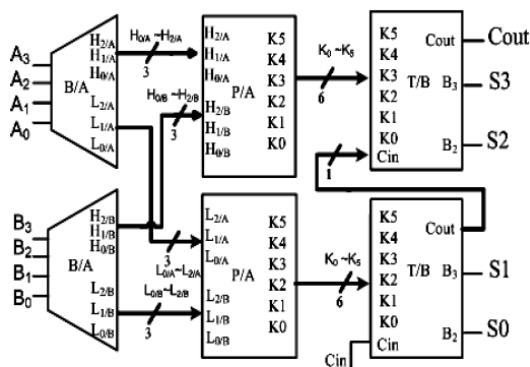 A3
A2
A1
A0
B/A
H2/A
H1/A
H0/A
L2/A
L1/A
L0/A
H0/A ~H2/A
3
H0/B ~H2/B
3
H2/A
H1/A
H0/A
H2/B
H1/B
H0/B
P/A
K5
K4
K3
K2
K1
K0
K0 ~K5
6
K5
K4
K3
K2
K1
K0
Cin
T/B
Cout
B3
B2
Cout
S3
S2
1
B3
B2
B1
B0
B/A
H2/B
H1/B
H0/B
L2/B
L1/B
L0/B
3
L0/A~L2/A
L0/B~L2/B
3
L2/A
L1/A
L0/A
L2/B
L1/B
L0/B
P/A
K5
K4
K3
K2
K1
K0
K0 ~K5
6
K5
K4
K3
K2
K1
K0
Cin
T/B
Cout
B3
B2
S1
S0
Cin